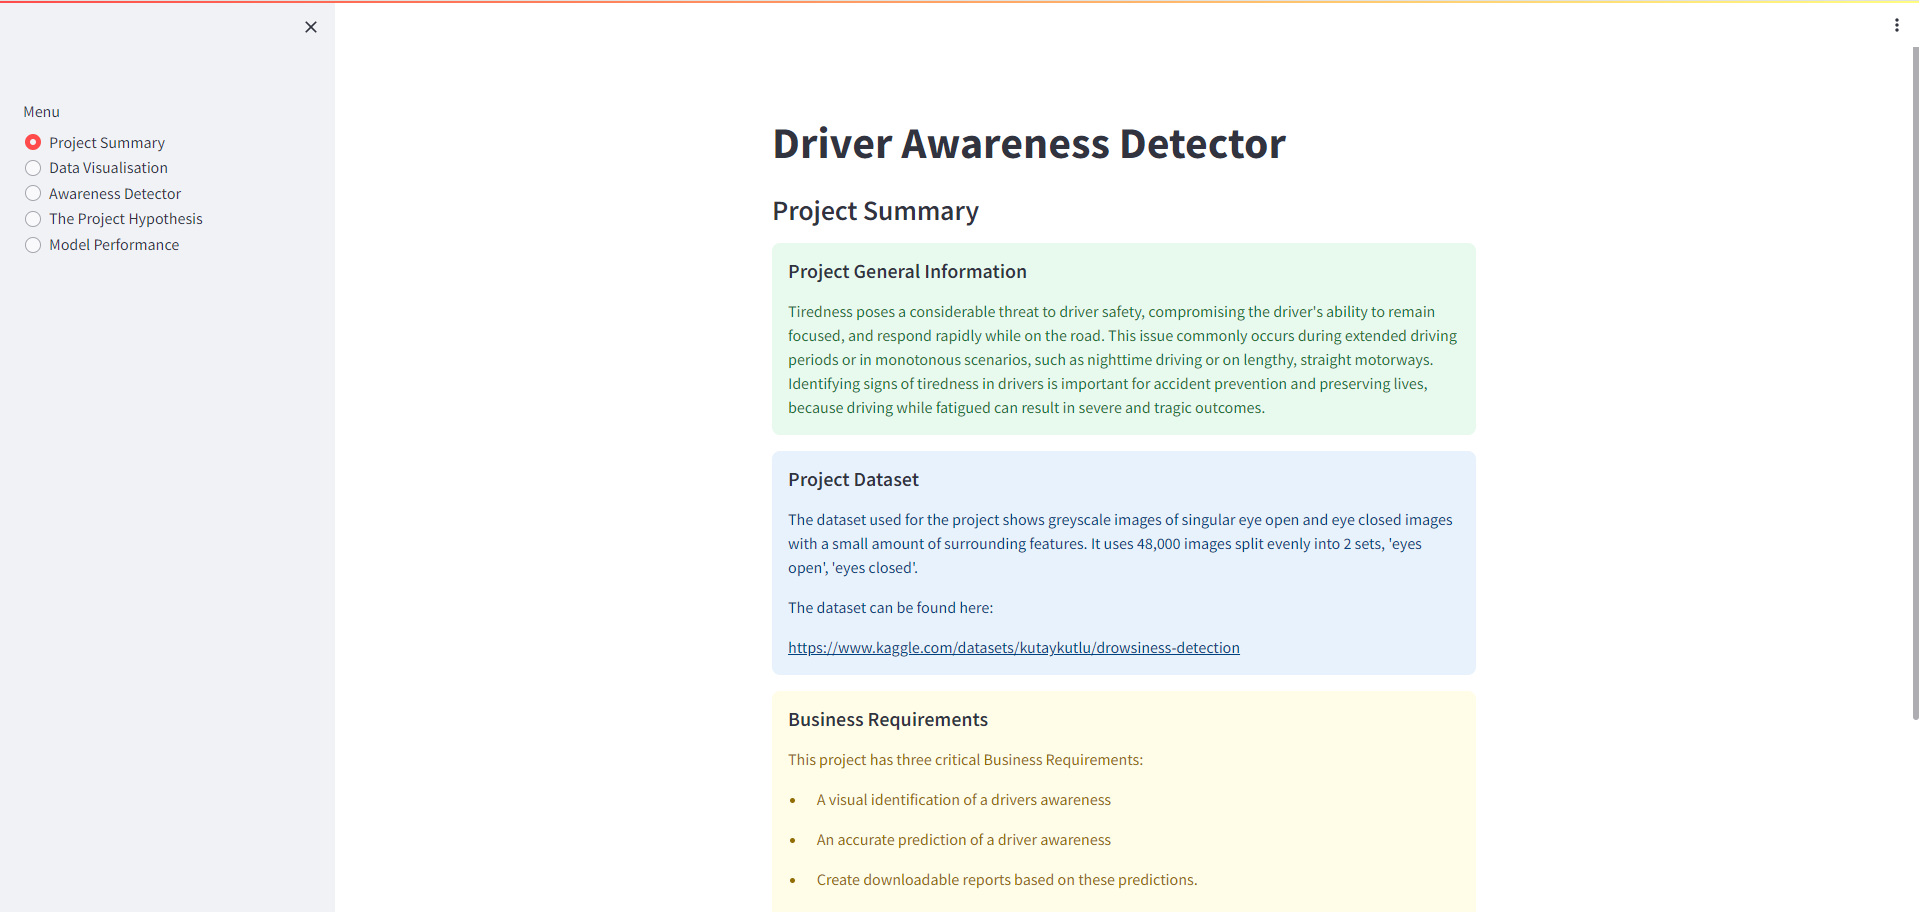 Menu
Project Summary
Data Visualisation
Awareness Detector
The Project Hypothesis
Model Performance
Driver Awareness Detector
Project Summary
Project General Information
Tiredness poses a considerable threat to driver safety, compromising the driver's ability to remain
focused, and respond rapidly while on the road. This issue commonly occurs during extended driving
periods or in monotonous scenarios, such as nighttime driving or on lengthy, straight motorways.
Identifying signs of tiredness in drivers is important for accident prevention and preserving lives,
because driving while fatigued can result in severe and tragic outcomes.
Project Dataset
The dataset used for the project shows greyscale images of singular eye open and eye closed images
with a small amount of surrounding features. It uses 48,000 images split evenly into 2 sets, 'eyes
open', 'eyes closed'.
The dataset can be found here:
https://www.kaggle.com/datasets/kutaykutlu/drowsiness-detection
Business Requirements
This project has three critical Business Requirements:
• A visual identification of a drivers awareness
• An accurate prediction of a driver awareness
• Create downloadable reports based on these predictions.